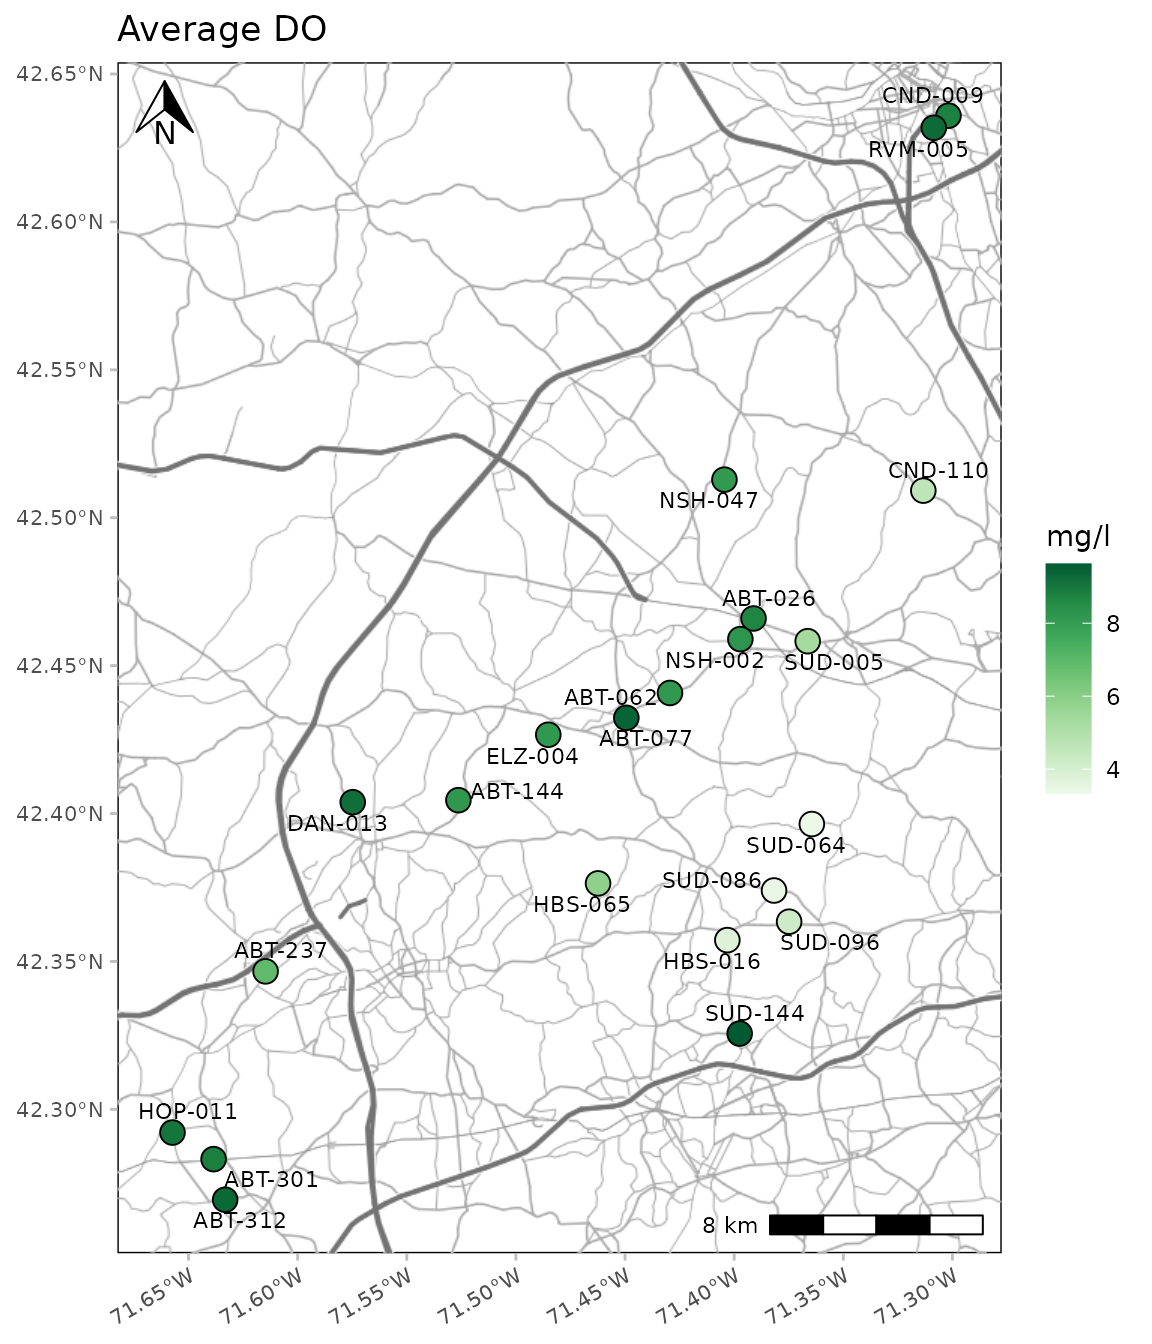 Average DO
42.65°N
42.60°N
42.55°N
42.50°N
42.45°N
42.40°N
42.35°N
42.30°N
N
CND-009
RVM-005
CND-110
NSH-047
ABT-026
NSH-002
SUD-005
ABT-062
ABT-077
ELZ-004
ABT-144
DAN-013
SUD-064
SUD-086
HBS-065
SUD-096
ABT-237
HBS-016
SUD-144
HOP-011
ABT-301
ABT-312
8 km
mg/l
8
6
4
71.65°W
71.60°W
71.55°W
71.50°W
71.45°W
71.40°W
71.35°W
71.30°W